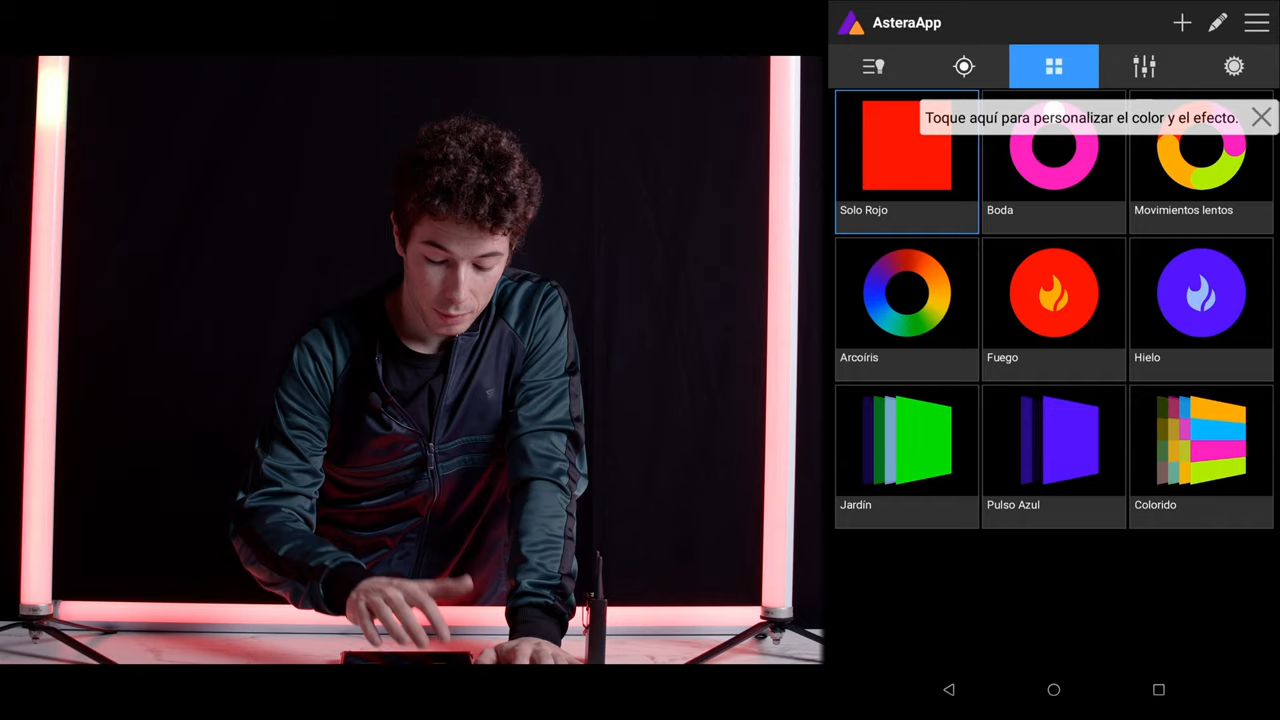 AsteraApp
Toque aquí para personalizar el color y el efecto.
Solo Rojo
Boda
Movimientos lentos
Arcoíris
Fuego
Hielo
Jardín
Pulso Azul
Colorido